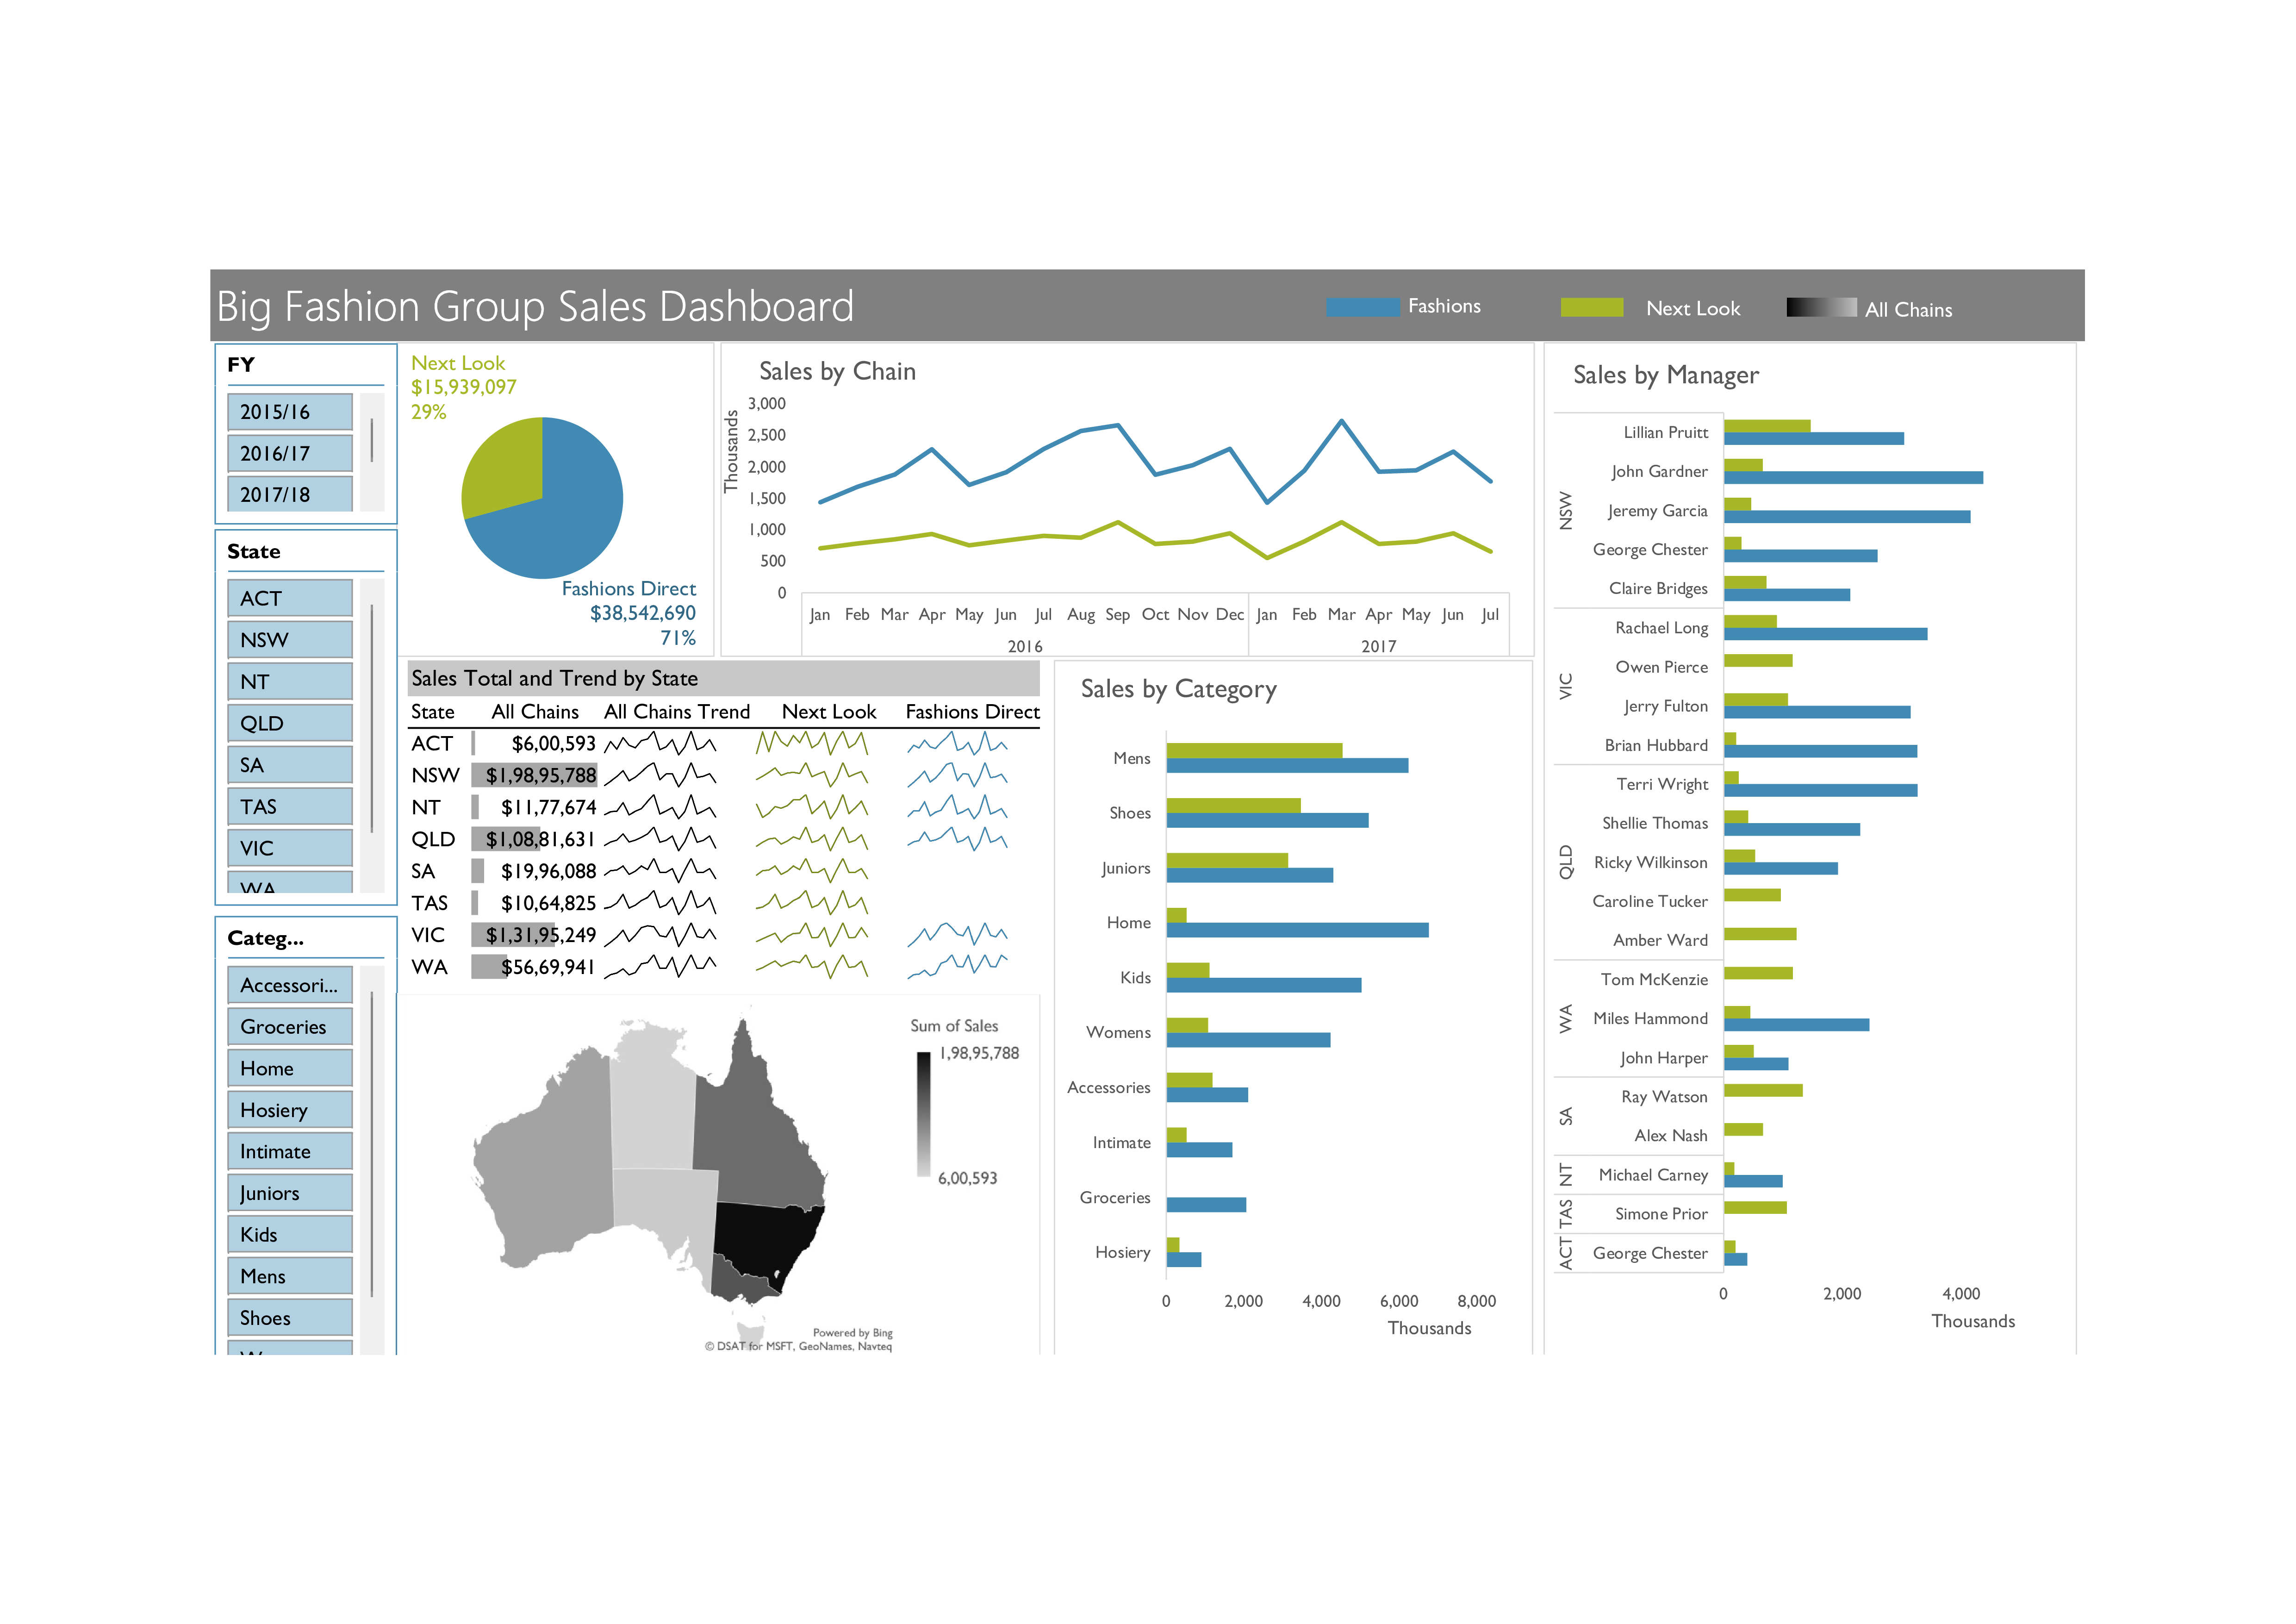 Big Fashion Group Sales Dashboard
Fashions
Next Look
All Chains
FY
2015/16
2016/17
2017/18
State
ACT
NSW
NT
QLD
SA
TAS
VIC
WA
Categ...
Accessori...
Groceries
Home
Hosiery
Intimate
Juniors
Kids
Mens
Shoes
Next Look
$15,939,097
29%
Fashions Direct
$38,542,690
71%
Sales by Chain
Thousands
3,000
2,500
2,000
1,500
1,000
500
0
Jan Feb Mar Apr May Jun Jul Aug Sep Oct Nov Dec Jan Feb Mar Apr May Jun Jul
2016 2017
Sales Total and Trend by State
State All Chains All Chains Trend Next Look Fashions Direct
ACT $6,00,593
NSW $1,98,95,788
NT $11,77,674
QLD $1,08,81,631
SA $19,96,088
TAS $10,64,825
VIC $1,31,95,249
WA $56,69,941
Sum of Sales
1,98,95,788
6,00,593
Powered by Bing
© DSAT for MSFT, GeoNames, Navteq
Sales by Category
Mens
Shoes
Juniors
Home
Kids
Womens
Accessories
Intimate
Groceries
Hosiery
0 2,000 4,000 6,000 8,000
Thousands
Sales by Manager
NSW
Lillian Pruitt
John Gardner
Jeremy Garcia
George Chester
Claire Bridges
VIC
Rachael Long
Owen Pierce
Jerry Fulton
Brian Hubbard
QLD
Terri Wright
Shellie Thomas
Ricky Wilkinson
Caroline Tucker
Amber Ward
WA
Tom McKenzie
Miles Hammond
John Harper
SA
Ray Watson
Alex Nash
NT
Michael Carney
TAS
Simone Prior
ACT
George Chester
0 2,000 4,000
Thousands